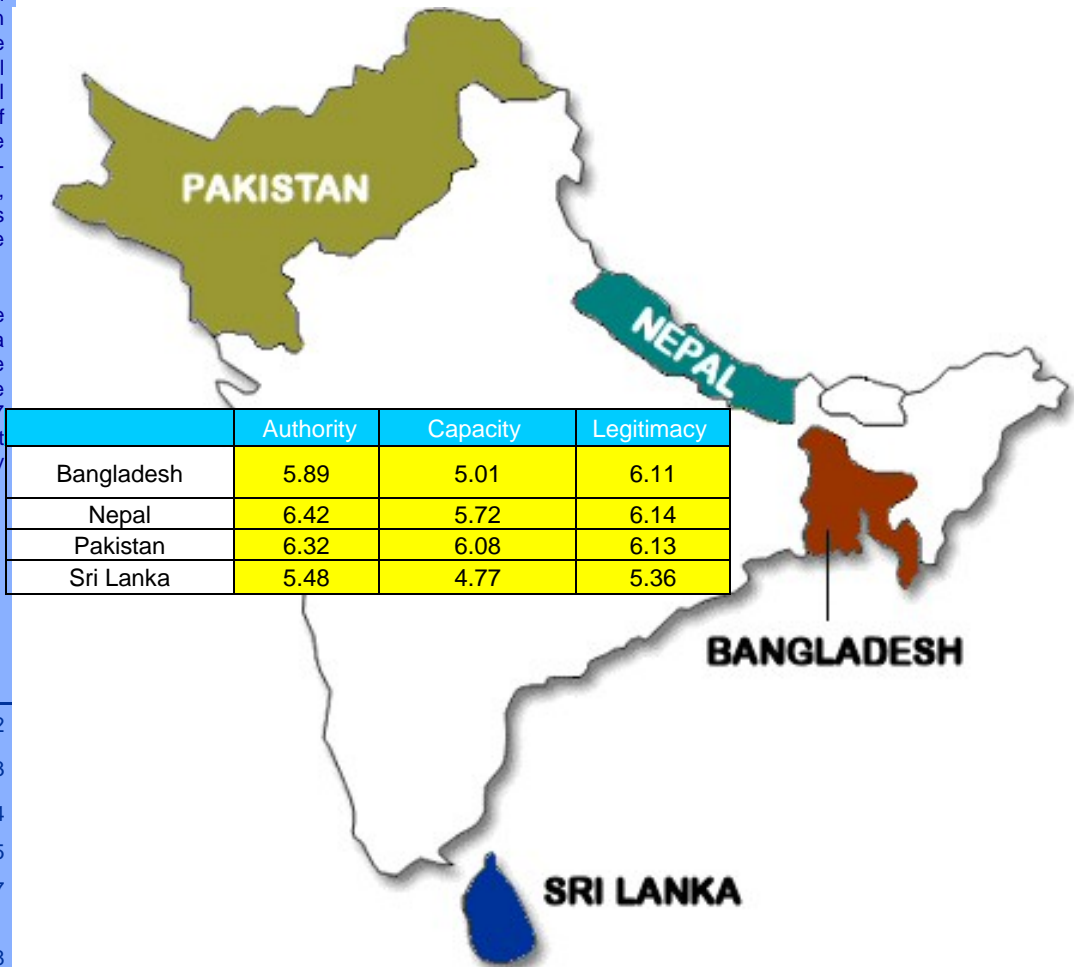 PAKISTAN
NEPAL
Authority Capacity Legitimacy
Bangladesh 5.89 5.01 6.11
Nepal 6.42 5.72 6.14
Pakistan 6.32 6.08 6.13
Sri Lanka 5.48 4.77 5.36
BANGLADESH
SRI LANKA